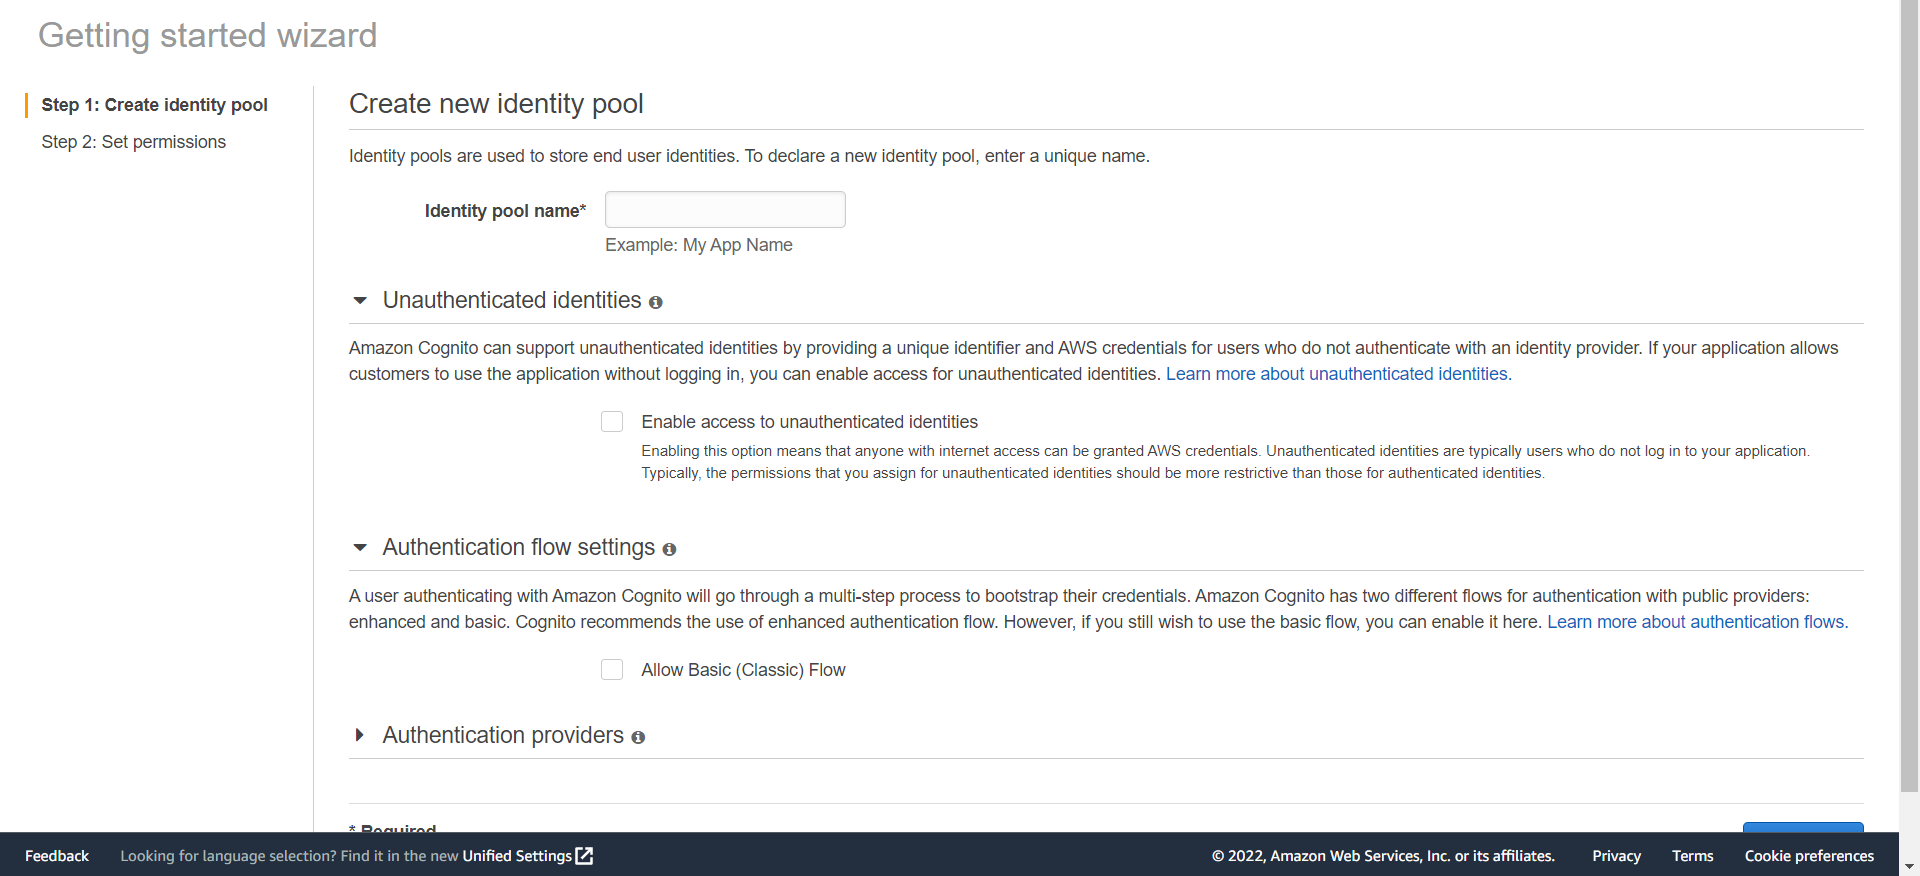 Getting started wizard
Step 1: Create identity pool
Step 2: Set permissions
Create new identity pool
Identity pools are used to store end user identities. To declare a new identity pool, enter a unique name.
Identity pool name*
Example: My App Name
Unauthenticated identities
Amazon Cognito can support unauthenticated identities by providing a unique identifier and AWS credentials for users who do not authenticate with an identity provider. If your application allows
customers to use the application without logging in, you can enable access for unauthenticated identities. Learn more about unauthenticated identities.
Enable access to unauthenticated identities
Enabling this option means that anyone with internet access can be granted AWS credentials. Unauthenticated identities are typically users who do not log in to your application.
Typically, the permissions that you assign for unauthenticated identities should be more restrictive than those for authenticated identities.
Authentication flow settings
A user authenticating with Amazon Cognito will go through a multi-step process to bootstrap their credentials. Amazon Cognito has two different flows for authentication with public providers:
enhanced and basic. Cognito recommends the use of enhanced authentication flow. However, if you still wish to use the basic flow, you can enable it here. Learn more about authentication flows.
Allow Basic (Classic) Flow
Authentication providers
* Required
Feedback Looking for language selection? Find it in the new Unified Settings © 2022, Amazon Web Services, Inc. or its affiliates. Privacy Terms Cookie preferences